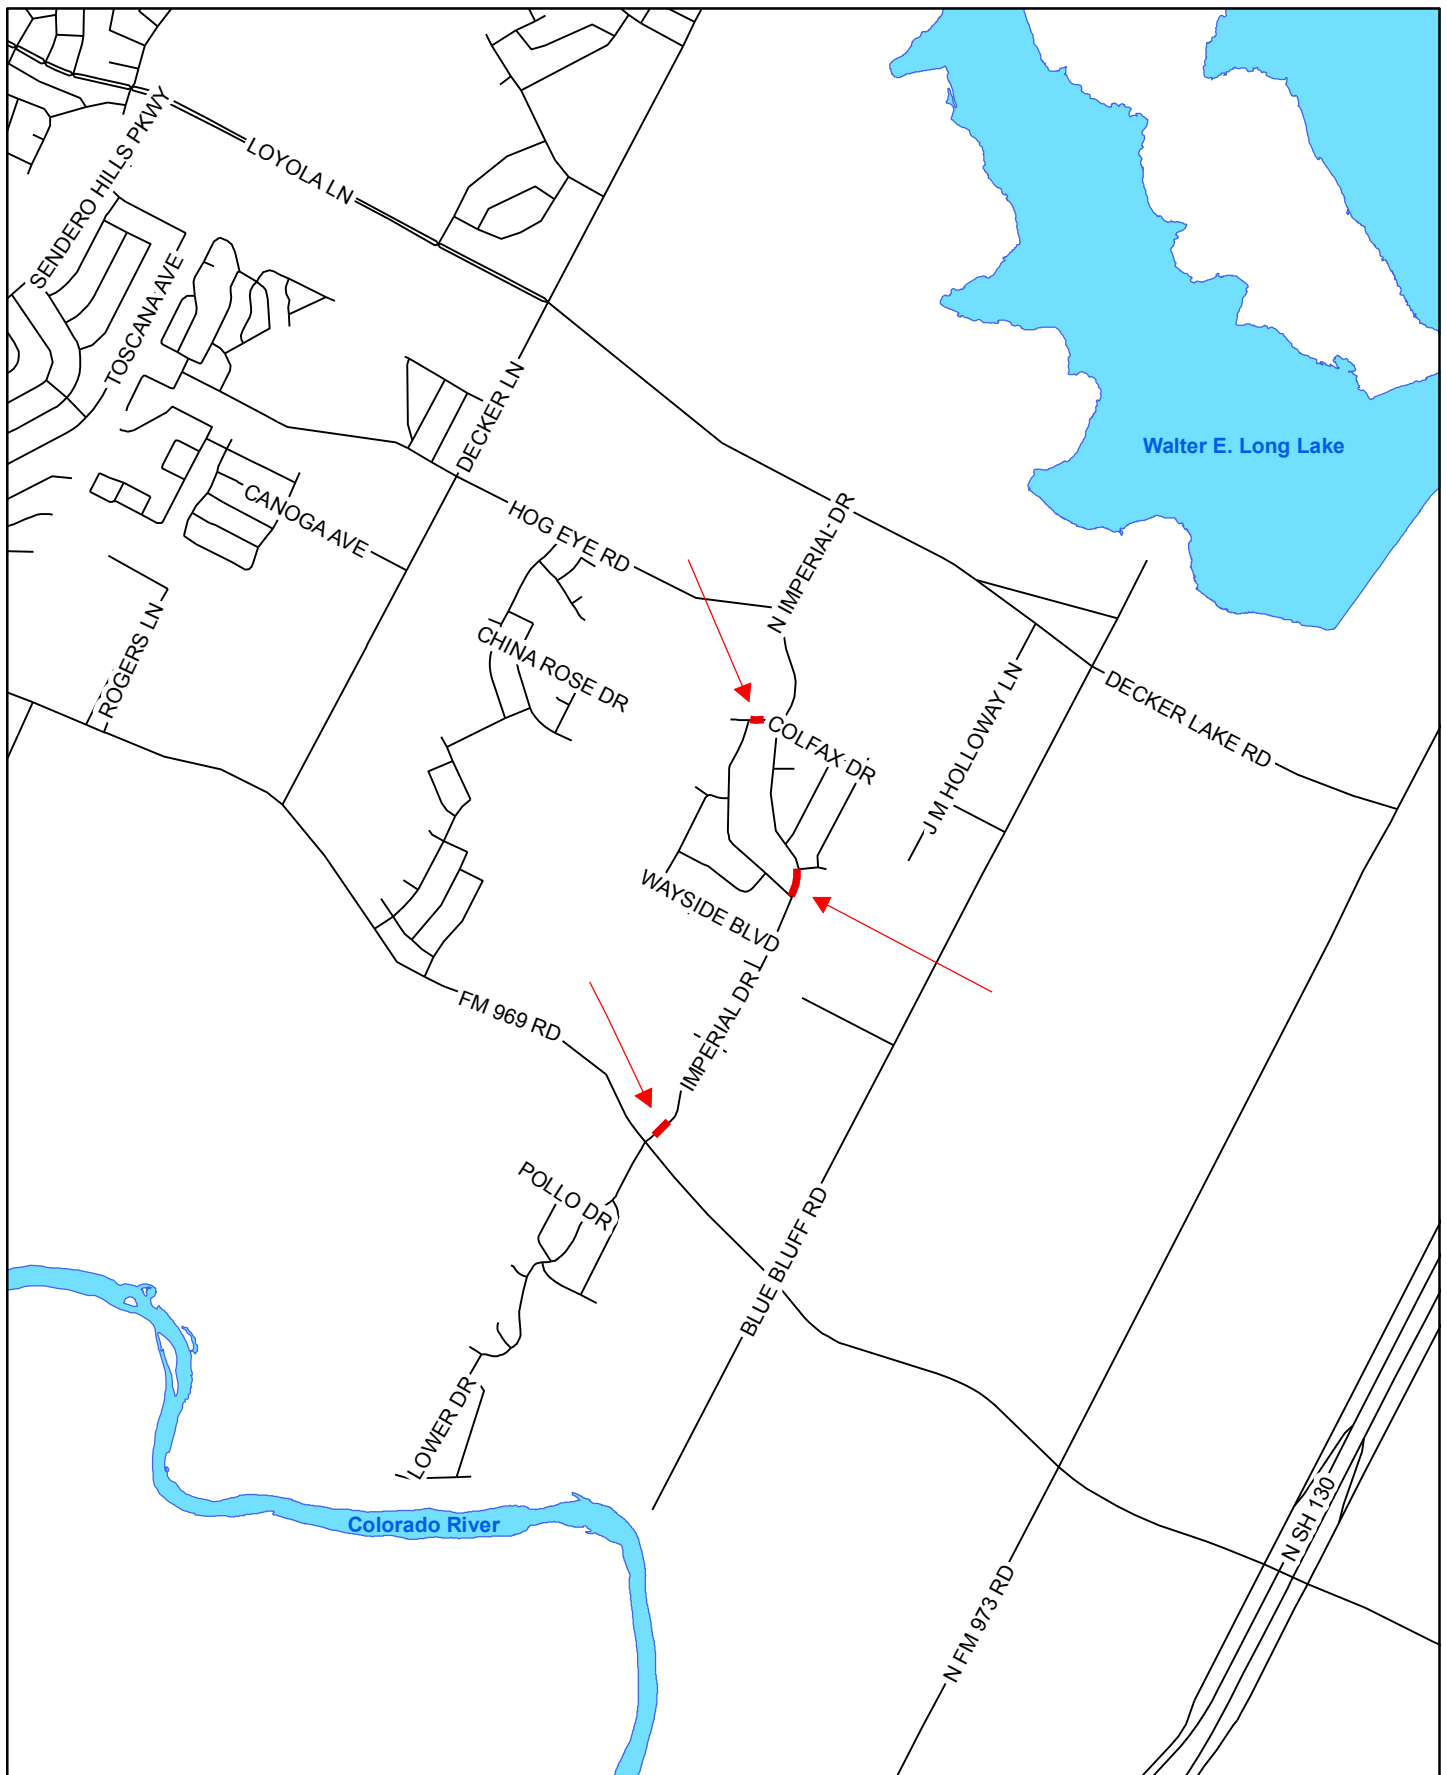 SENDERO HILLS PKWY
LOYOLA LN
TOSCANA AVE
DECKER LN
Walter E. Long Lake
CANOGA AVE
HOG EYE RD
N IMPERIAL DR
ROGERS LN
CHINA ROSE DR
COLFAX DR
J M HOLLOWAY LN
DECKER LAKE RD
WAYSIDE BLVD
FM 969 RD
IMPERIAL DR
POLLO DR
BLUE BLUFF RD
LOWER DR
Colorado River
N SH 130
N FM 973 RD